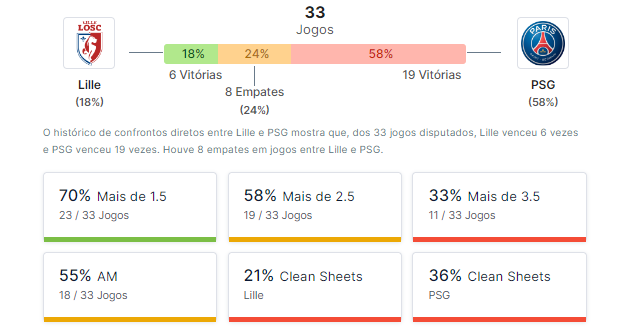 33
Jogos
LILLE
LOSC
PARIS
18%
24%
58%
6 Vitórias
19 Vitórias
8 Empates
(24%)
Lille
(18%)
PSG
(58%)
O histórico de confrontos diretos entre Lille e PSG mostra que, dos 33 jogos disputados, Lille venceu 6 vezes
e PSG venceu 19 vezes. Houve 8 empates em jogos entre Lille e PSG.
70% Mais de 1.5
23 / 33 Jogos
58% Mais de 2.5
19 / 33 Jogos
33% Mais de 3.5
11 / 33 Jogos
55% AM
18 / 33 Jogos
21% Clean Sheets
Lille
36% Clean Sheets
PSG